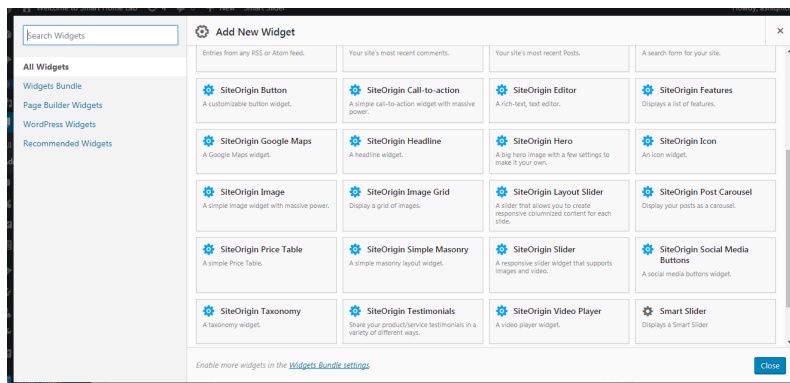 Welcome to Smart Home Lab
New
Smart Slider
Howdy,
Search Widgets
Add New Widget
All Widgets
Widgets Bundle
Page Builder Widgets
WordPress Widgets
Recommended Widgets
Entries from any RSS or Atom feed.
Your site's most recent comments.
Your site's most recent Posts.
A search form for your site.
SiteOrigin Button
A customizable button widget.
SiteOrigin Call-to-action
A simple call-to-action widget with massive
power.
SiteOrigin Editor
A rich-text, text editor.
SiteOrigin Features
Displays a list of features.
SiteOrigin Google Maps
A Google Maps widget.
SiteOrigin Headline
A headline widget.
SiteOrigin Hero
A big hero image with a few settings to
make it your own.
SiteOrigin Icon
An icon widget.
SiteOrigin Image
A simple image widget with massive power.
SiteOrigin Image Grid
Display a grid of images.
SiteOrigin Layout Slider
A slider that allows you to create
responsive columnized content for each
slide.
SiteOrigin Post Carousel
Display your posts as a carousel.
SiteOrigin Price Table
A simple Price Table.
SiteOrigin Simple Masonry
A simple masonry layout widget.
SiteOrigin Slider
A responsive slider widget that supports
images and video.
SiteOrigin Social Media
Buttons
A social media buttons widget.
SiteOrigin Taxonomy
A taxonomy widget.
SiteOrigin Testimonials
Share your product/service testimonials in a
variety of different ways.
SiteOrigin Video Player
A video player widget.
Smart Slider
Displays a Smart Slider
Enable more widgets in the Widgets Bundle settings.
Close